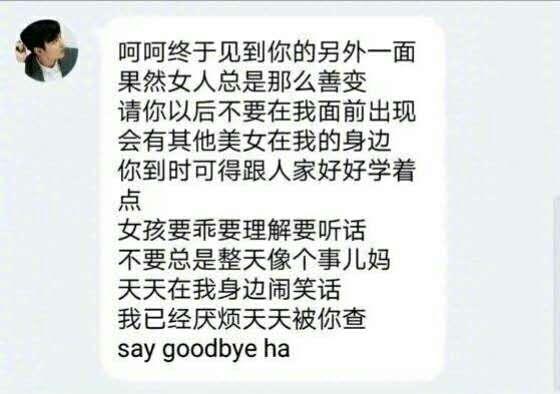 呵呵终于见到你的另外一面
果然女人总是那么善变
请你以后不要在我面前出现
会有其他美女在我的身边
你到时可得跟人家好好学着
点
女孩要乖要理解要听话
不要总是整天像个事儿妈
天天在我身边闹笑话
我已经厌烦天天被你查
say goodbye ha